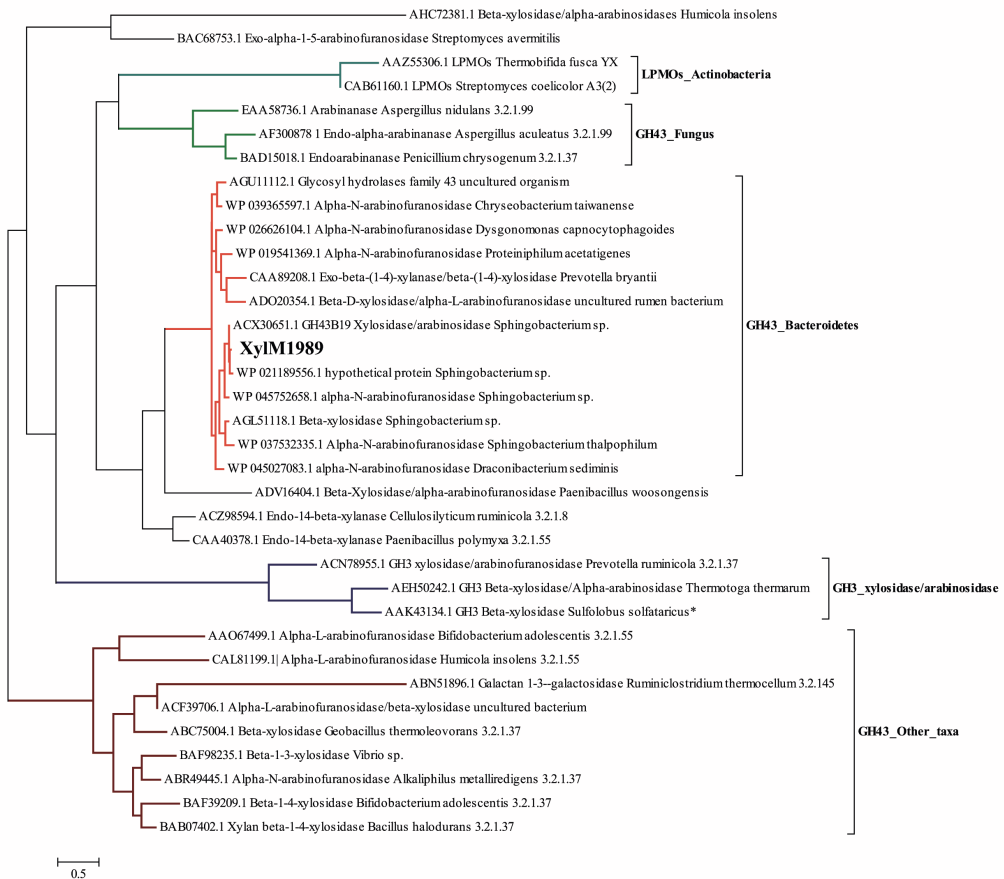 AHC72381.1 Beta-xylosidase/alpha-arabinosidases Humicola insolens
BAC68753.1 Exo-alpha-1-5-arabinofuranosidase Streptomyces avermitilis
AAZ55306.1 LPMOs Thermobifida fusca YX
CAB61160.1 LPMOs Streptomyces coelicolor A3(2)
LPMOs_Actinobacteria
EAA58736.1 Arabinanase Aspergillus nidulans 3.2.1.99
AF300878 1 Endo-alpha-arabinanase Aspergillus aculeatus 3.2.1.99
GH43_Fungus
BAD15018.1 Endoarabinanase Penicillium chrysogenum 3.2.1.37
AGU11112.1 Glycosyl hydrolases family 43 uncultured organism
WP 039365597.1 Alpha-N-arabinofuranosidase Chryseobacterium taiwanense
WP 026626104.1 Alpha-N-arabinofuranosidase Dysgonomonas capnocytophagoides
WP 019541369.1 Alpha-N-arabinofuranosidase Proteiniphilum acetatigenes
CAA89208.1 Exo-beta-(1-4)-xylanase/beta-(1-4)-xylosidase Prevotella bryantii
ADO20354.1 Beta-D-xylosidase/alpha-L-arabinofuranosidase uncultured rumen bacterium
ACX30651.1 GH43B19 Xylosidase/arabinosidase Sphingobacterium sp.
GH43_Bacteroidetes
XylM1989
WP 021189556.1 hypothetical protein Sphingobacterium sp.
WP 045752658.1 alpha-N-arabinofuranosidase Sphingobacterium sp.
AGL51118.1 Beta-xylosidase Sphingobacterium sp.
WP 037532335.1 Alpha-N-arabinofuranosidase Sphingobacterium thalpophilum
WP 045027083.1 alpha-N-arabinofuranosidase Draconibacterium sediminis
ADV16404.1 Beta-Xylosidase/alpha-arabinofuranosidase Paenibacillus woosongensis
ACZ98594.1 Endo-14-beta-xylanase Cellulosilyticum ruminicola 3.2.1.8
CAA40378.1 Endo-14-beta-xylanase Paenibacillus polymyxa 3.2.1.55
ACN78955.1 GH3 xylosidase/arabinofuranosidase Prevotella ruminicola 3.2.1.37
AEH50242.1 GH3 Beta-xylosidase/Alpha-arabinosidase Thermotoga thermarum
GH3_xylosidase/arabinosidase
AAK43134.1 GH3 Beta-xylosidase Sulfolobus solfataricus*
AAO67499.1 Alpha-L-arabinofuranosidase Bifidobacterium adolescentis 3.2.1.55
CAL81199.1| Alpha-L-arabinofuranosidase Humicola insolens 3.2.1.55
ABN51896.1 Galactan 1-3--galactosidase Ruminiclostridium thermocellum 3.2.145
ACF39706.1 Alpha-L-arabinofuranosidase/beta-xylosidase uncultured bacterium
ABC75004.1 Beta-xylosidase Geobacillus thermoleovorans 3.2.1.37
GH43_Other_taxa
BAF98235.1 Beta-1-3-xylosidase Vibrio sp.
ABR49445.1 Alpha-N-arabinofuranosidase Alkaliphilus metalliredigens 3.2.1.37
BAF39209.1 Beta-1-4-xylosidase Bifidobacterium adolescentis 3.2.1.37
BAB07402.1 Xylan beta-1-4-xylosidase Bacillus halodurans 3.2.1.37
0.5